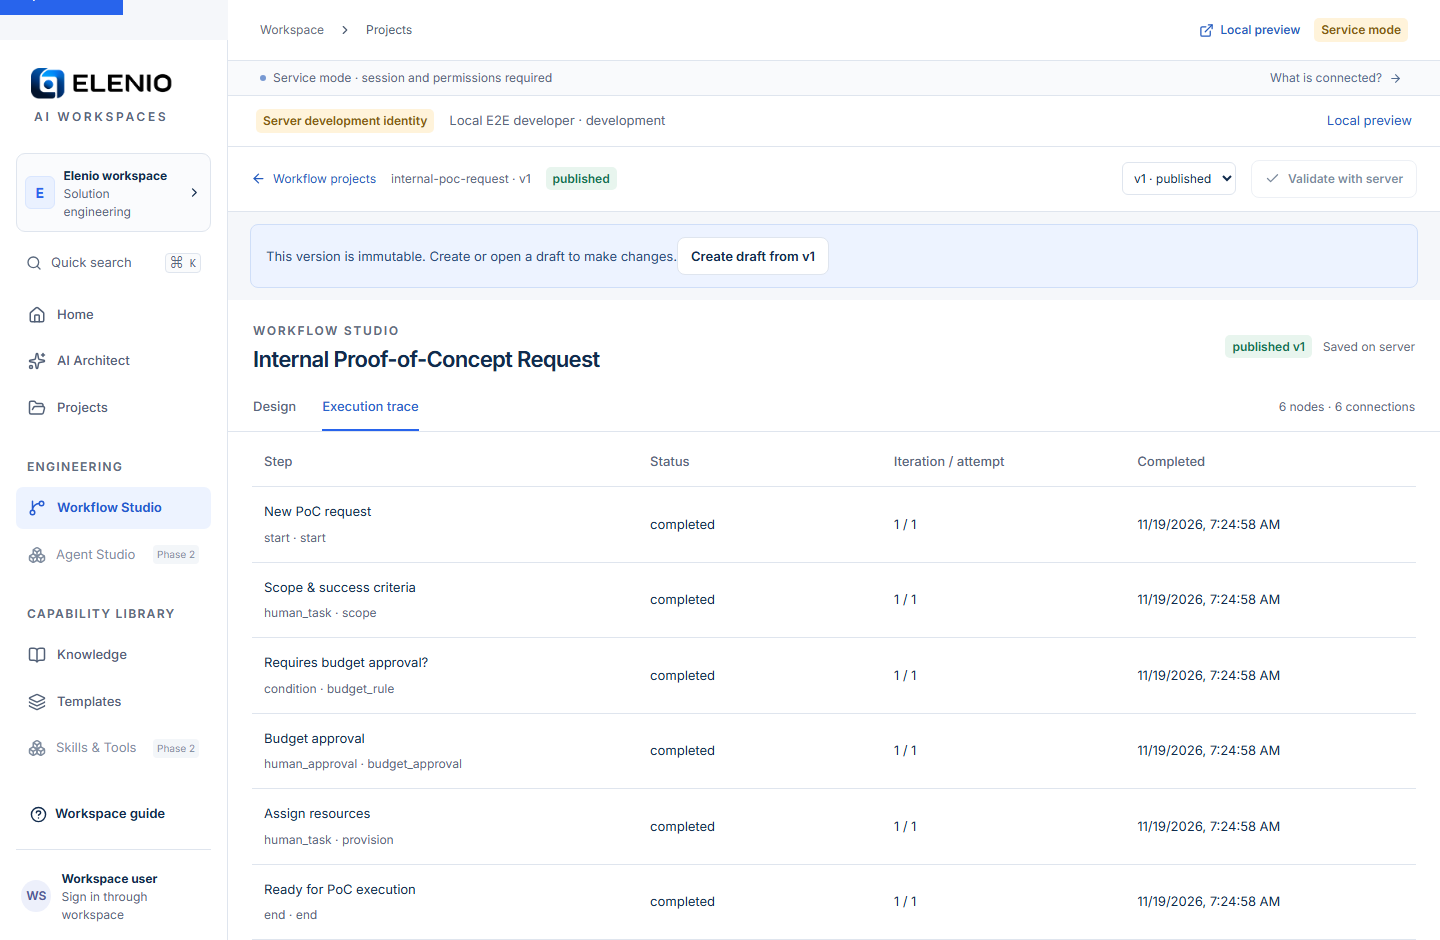 ELENIO
AI WORKSPACES
E
Elenio workspace
Solution
engineering
Quick search
⌘ K
Home
AI Architect
Projects
ENGINEERING
Workflow Studio
Agent Studio Phase 2
CAPABILITY LIBRARY
Knowledge
Templates
Skills & Tools Phase 2
Workspace guide
WS
Workspace user
Sign in through
workspace
Workspace Projects
Local preview Service mode
Service mode · session and permissions required
What is connected? →
Server development identity Local E2E developer · development
Local preview
← Workflow projects internal-poc-request · v1 published
v1 · published Validate with server
This version is immutable. Create or open a draft to make changes. Create draft from v1
WORKFLOW STUDIO
Internal Proof-of-Concept Request
published v1 Saved on server
Design Execution trace
6 nodes · 6 connections
Step Status Iteration / attempt Completed
New PoC request
start · start
completed 1 / 1 11/19/2026, 7:24:58 AM
Scope & success criteria
human_task · scope
completed 1 / 1 11/19/2026, 7:24:58 AM
Requires budget approval?
condition · budget_rule
completed 1 / 1 11/19/2026, 7:24:58 AM
Budget approval
human_approval · budget_approval
completed 1 / 1 11/19/2026, 7:24:58 AM
Assign resources
human_task · provision
completed 1 / 1 11/19/2026, 7:24:58 AM
Ready for PoC execution
end · end
completed 1 / 1 11/19/2026, 7:24:58 AM